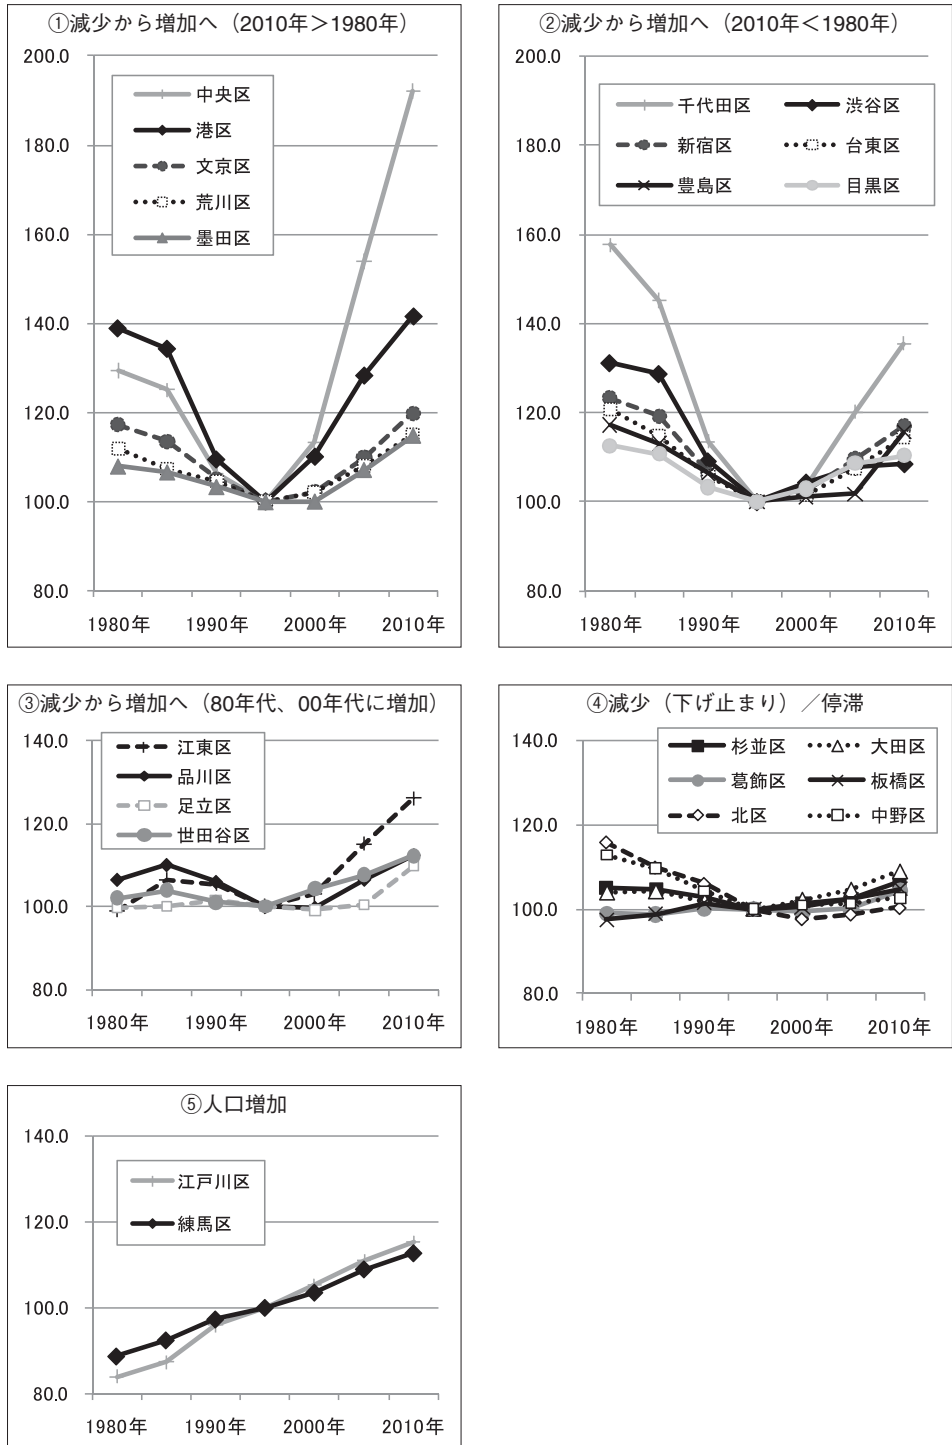 ①減少から増加へ（2010年＞1980年）
200.0
180.0
160.0
140.0
120.0
100.0
80.0
中央区
港区
文京区
荒川区
墨田区
1980年 1990年 2000年 2010年
②減少から増加へ（2010年＜1980年）
200.0
180.0
160.0
140.0
120.0
100.0
80.0
千代田区 渋谷区
新宿区 台東区
豊島区 目黒区
1980年 1990年 2000年 2010年
③減少から増加へ（80年代、00年代に増加）
140.0
120.0
100.0
80.0
江東区
品川区
足立区
世田谷区
1980年 1990年 2000年 2010年
④減少（下げ止まり）／停滞
140.0
120.0
100.0
80.0
杉並区 大田区
葛飾区 板橋区
北区 中野区
1980年 1990年 2000年 2010年
⑤人口増加
140.0
120.0
100.0
80.0
江戸川区
練馬区
1980年 1990年 2000年 2010年